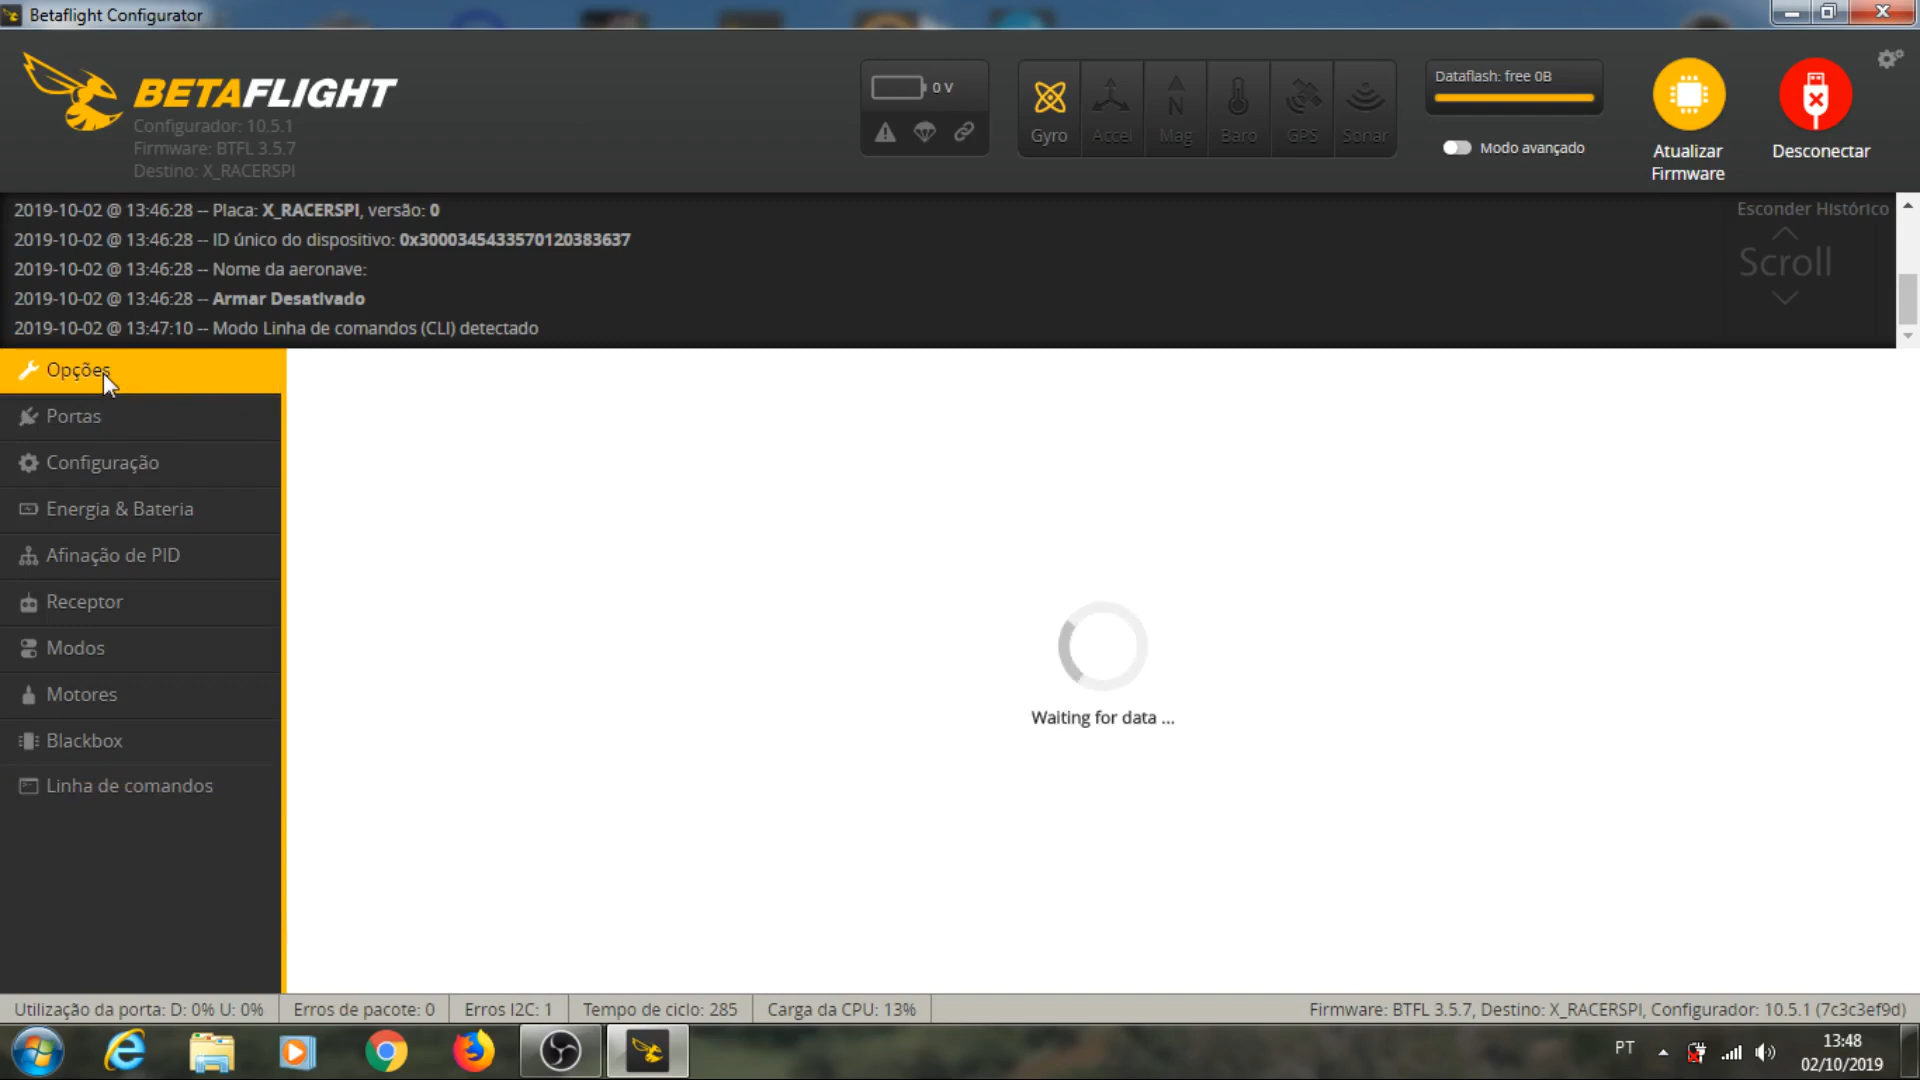 Betaflight Configurator
BETAFLIGHT
Configurador: 10.5.1
Firmware: BTFL 3.5.7
Destino: X_RACERSPI
0 V
Gyro
Accel
Mag
Baro
GPS
Sonar
Dataflash: free 0B
Modo avançado
Atualizar
Firmware
Desconectar
2019-10-02 @ 13:46:28 -- Placa: X_RACERSPI, versão: 0
2019-10-02 @ 13:46:28 -- ID único do dispositivo: 0x3000345433570120383637
2019-10-02 @ 13:46:28 -- Nome da aeronave:
2019-10-02 @ 13:46:28 -- Armar Desativado
2019-10-02 @ 13:47:10 -- Modo Linha de comandos (CLI) detectado
Esconder Histórico
Scroll
Opções
Portas
Configuração
Energia & Bateria
Afinação de PID
Receptor
Modos
Motores
Blackbox
Linha de comandos
Waiting for data ...
Utilização da porta: D: 0% U: 0%
Erros de pacote: 0
Erros I2C: 1
Tempo de ciclo: 285
Carga da CPU: 13%
Firmware: BTFL 3.5.7, Destino: X_RACERSPI, Configurador: 10.5.1 (7c3c3ef9d)
PT
13:48
02/10/2019